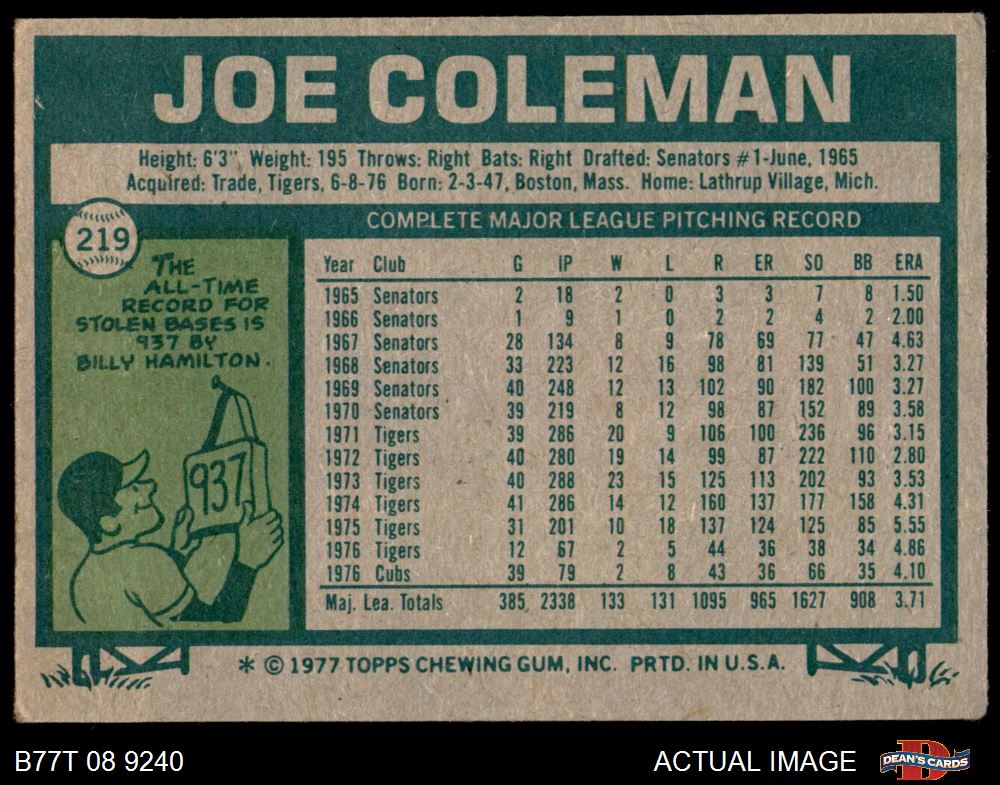 JOE COLEMAN
Height: 6'3", Weight: 195 Throws: Right Bats: Right Drafted: Senators #1-June, 1965
Acquired: Trade, Tigers, 6-8-76 Born: 2-3-47, Boston, Mass. Home: Lathrup Village, Mich.
219
THE
ALL-TIME
RECORD FOR
STOLEN BASES IS
937 BY
BILLY HAMILTON.
937
COMPLETE MAJOR LEAGUE PITCHING RECORD
Year Club G IP W L R ER SO BB ERA
1965 Senators 2 18 2 0 3 3 7 8 1.50
1966 Senators 1 9 1 0 2 2 4 2 2.00
1967 Senators 28 134 8 9 78 69 77 47 4.63
1968 Senators 33 223 12 16 98 81 139 51 3.27
1969 Senators 40 248 12 13 102 90 182 100 3.27
1970 Senators 39 219 8 12 98 87 152 89 3.58
1971 Tigers 39 286 20 9 106 100 236 96 3.15
1972 Tigers 40 280 19 14 99 87 222 110 2.80
1973 Tigers 40 288 23 15 125 113 202 93 3.53
1974 Tigers 41 286 14 12 160 137 177 158 4.31
1975 Tigers 31 201 10 18 137 124 125 85 5.55
1976 Tigers 12 67 2 5 44 36 38 34 4.86
1976 Cubs 39 79 2 8 43 36 66 35 4.10
Maj. Lea. Totals 385 2338 133 131 1095 965 1627 908 3.71
* © 1977 TOPPS CHEWING GUM, INC. PRTD. IN U.S.A.
B77T 08 9240
ACTUAL IMAGE
D
DEAN'S CARDS